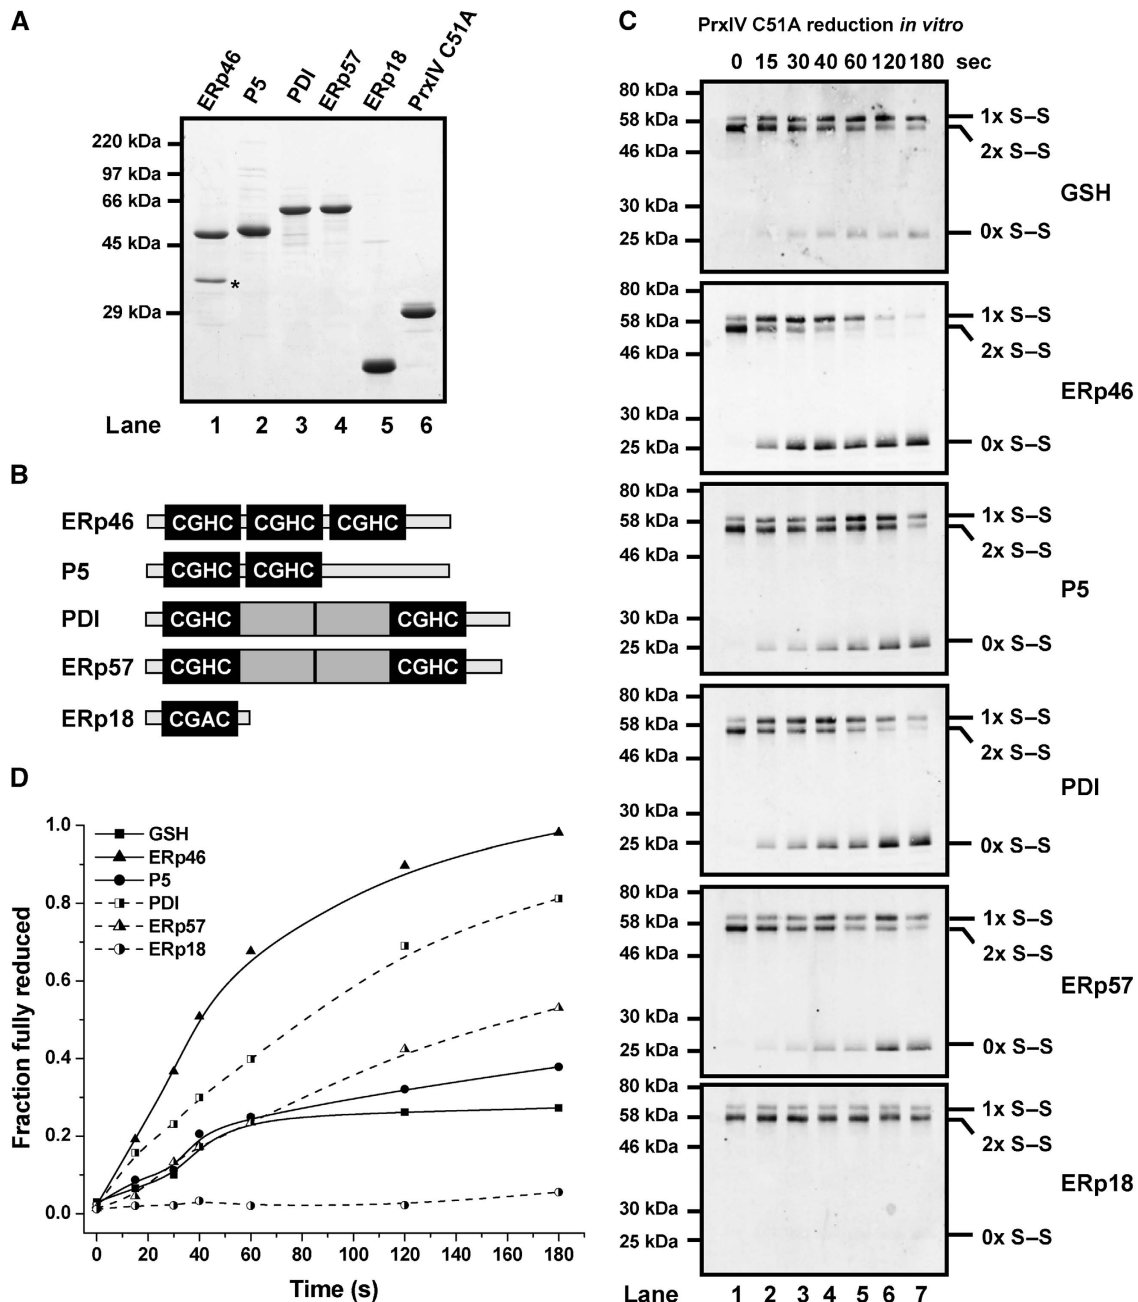 A
ERp46
P5
PDI
ERp57
ERp18
PrxIV C51A
220 kDa
97 kDa
66 kDa
45 kDa
29 kDa
*
Lane 1 2 3 4 5 6
B
ERp46 CGHC CGHC CGHC
P5 CGHC CGHC
PDI CGHC CGHC
ERp57 CGHC CGHC
ERp18 CGAC
C
PrxIV C51A reduction in vitro
0 15 30 40 60 120 180 sec
80 kDa
58 kDa
46 kDa
30 kDa
25 kDa
1x S–S
2x S–S
0x S–S
GSH
80 kDa
58 kDa
46 kDa
30 kDa
25 kDa
1x S–S
2x S–S
0x S–S
ERp46
80 kDa
58 kDa
46 kDa
30 kDa
25 kDa
1x S–S
2x S–S
0x S–S
P5
80 kDa
58 kDa
46 kDa
30 kDa
25 kDa
1x S–S
2x S–S
0x S–S
PDI
80 kDa
58 kDa
46 kDa
30 kDa
25 kDa
1x S–S
2x S–S
0x S–S
ERp57
80 kDa
58 kDa
46 kDa
30 kDa
25 kDa
1x S–S
2x S–S
0x S–S
ERp18
Lane 1 2 3 4 5 6 7
D
Fraction fully reduced
1.0
0.8
0.6
0.4
0.2
0.0
GSH
ERp46
P5
PDI
ERp57
ERp18
0 20 40 60 80 100 120 140 160 180
Time (s)